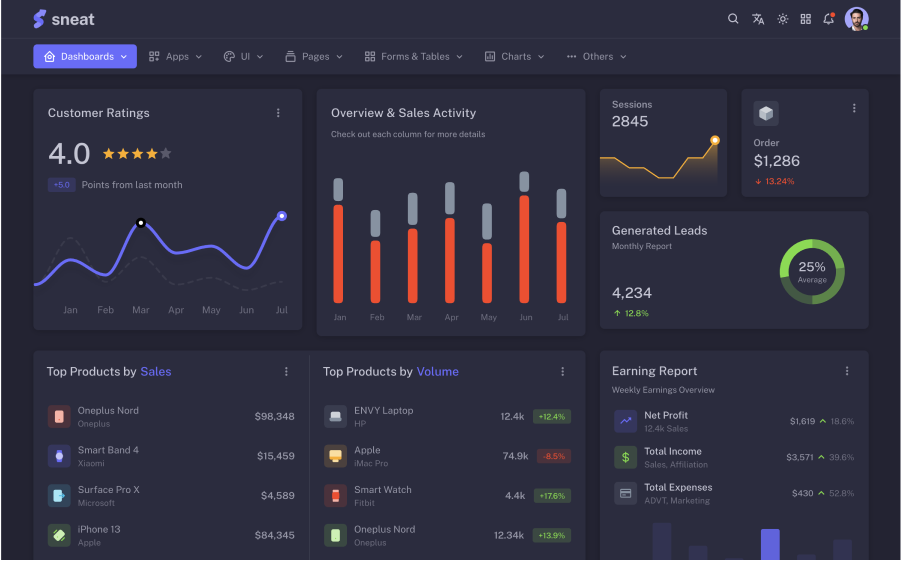 sneat
Dashboards
Apps
UI
Pages
Forms & Tables
Charts
Others
Customer Ratings
4.0
+5.0 Points from last month
Jan Feb Mar Apr May Jun Jul
Overview & Sales Activity
Check out each column for more details
Jan Feb Mar Apr May Jun Jul
Sessions
2845
Order
$1,286
13.24%
Generated Leads
Monthly Report
4,234
12.8%
25%
Average
Top Products by Sales
Oneplus Nord
Oneplus
$98,348
Smart Band 4
Xiaomi
$15,459
Surface Pro X
Microsoft
$4,589
iPhone 13
Apple
$84,345
Top Products by Volume
ENVY Laptop
HP
12.4k +12.4%
Apple
iMac Pro
74.9k -8.5%
Smart Watch
Fitbit
4.4k +17.6%
Oneplus Nord
Oneplus
12.34k +13.9%
Earning Report
Weekly Earnings Overview
Net Profit
12.4k Sales
$1,619 18.6%
Total Income
Sales, Affiliation
$3,571 39.6%
Total Expenses
ADVT, Marketing
$430 52.8%